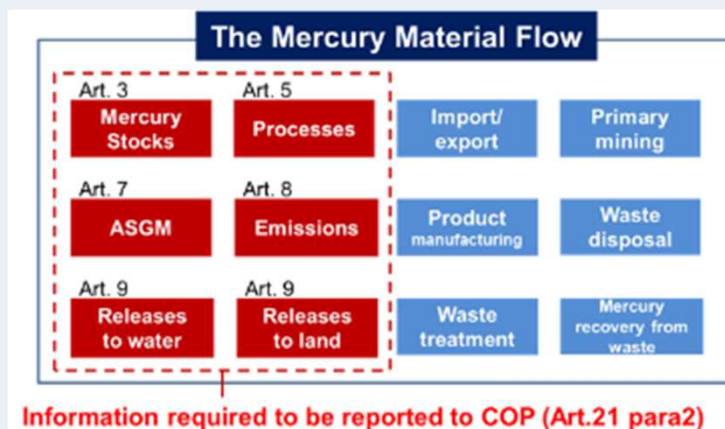 The Mercury Material Flow
Art. 3
Mercury
Stocks
Art. 5
Processes
Import/
export
Primary
mining
Art. 7
ASGM
Art. 8
Emissions
Product
manufacturing
Waste
disposal
Art. 9
Releases
to water
Art. 9
Releases
to land
Waste
treatment
Mercury
recovery from
waste
Information required to be reported to COP (Art.21 para2)